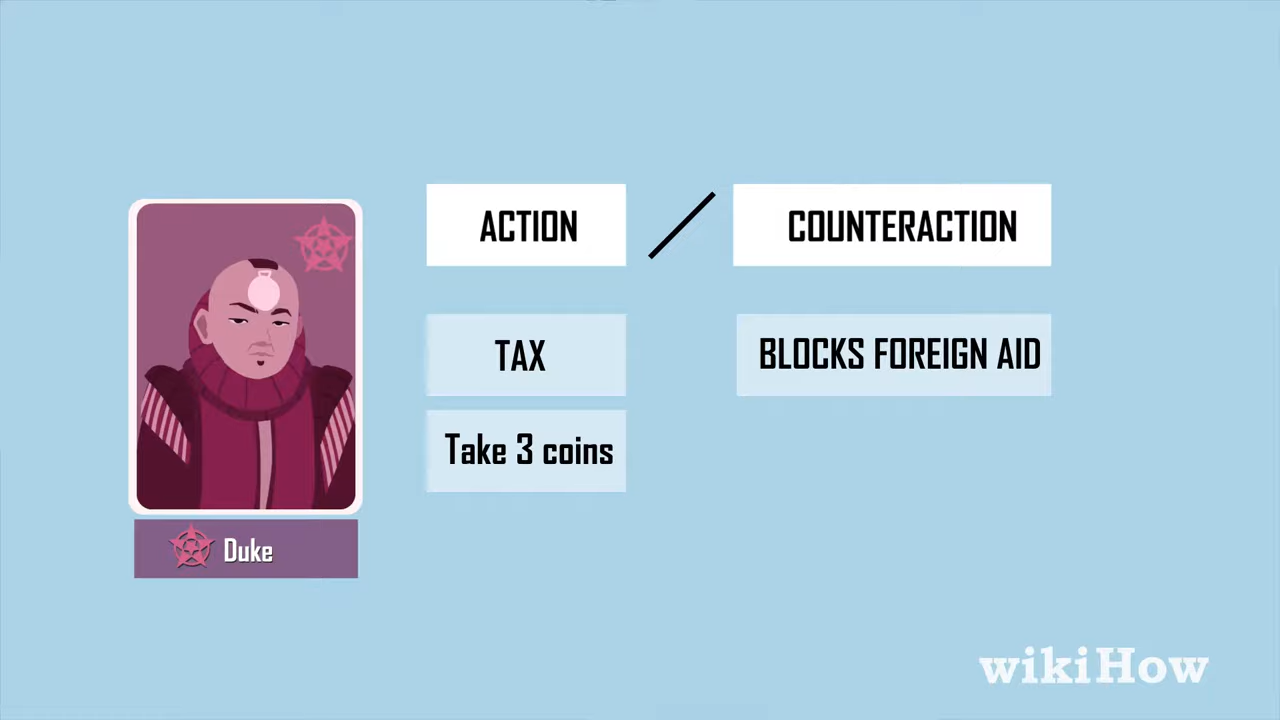 ACTION
COUNTERACTION
TAX
BLOCKS FOREIGN AID
Take 3 coins
Duke
wikiHow